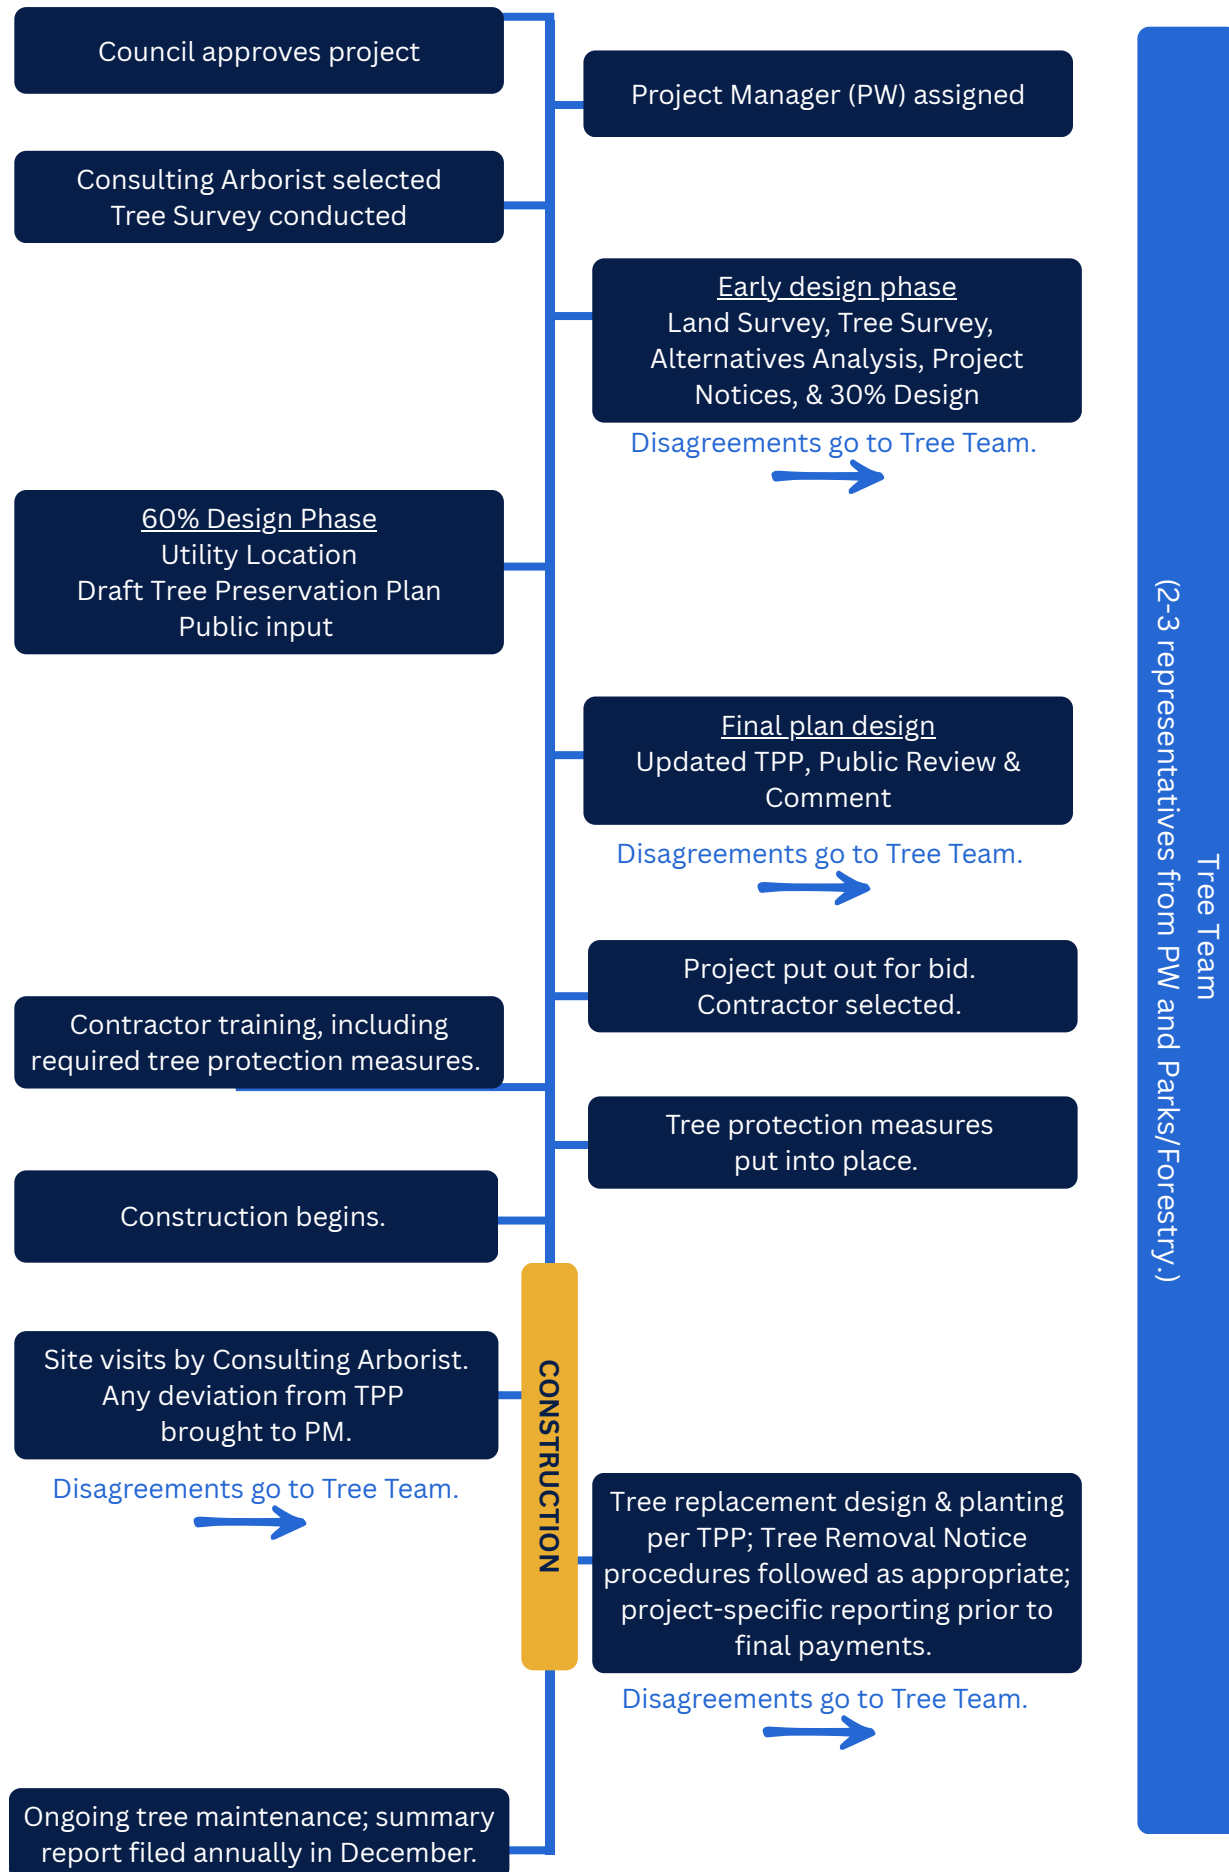 Council approves project
Project Manager (PW) assigned
Consulting Arborist selected
Tree Survey conducted
Early design phase
Land Survey, Tree Survey,
Alternatives Analysis, Project
Notices, & 30% Design
Disagreements go to Tree Team.
60% Design Phase
Utility Location
Draft Tree Preservation Plan
Public input
Final plan design
Updated TPP, Public Review &
Comment
Disagreements go to Tree Team.
Project put out for bid.
Contractor selected.
Contractor training, including
required tree protection measures.
Tree protection measures
put into place.
Construction begins.
CONSTRUCTION
Site visits by Consulting Arborist.
Any deviation from TPP
brought to PM.
Disagreements go to Tree Team.
Tree replacement design & planting
per TPP; Tree Removal Notice
procedures followed as appropriate;
project-specific reporting prior to
final payments.
Disagreements go to Tree Team.
Ongoing tree maintenance; summary
report filed annually in December.
Tree Team
(2-3 representatives from PW and Parks/Forestry.)